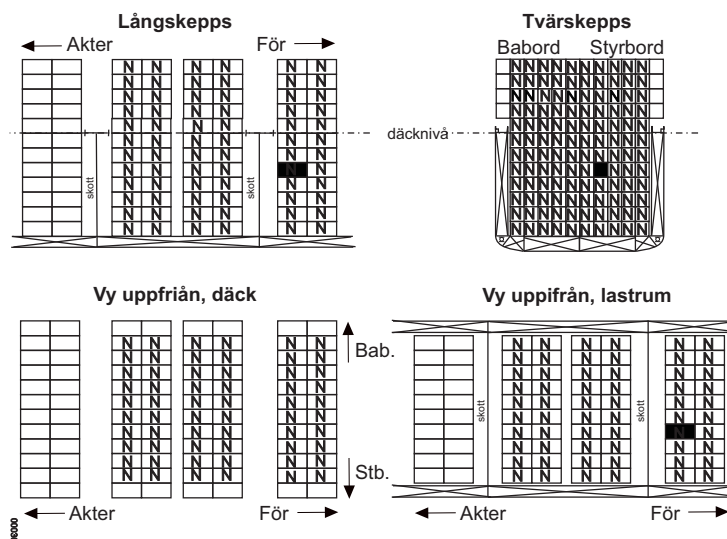 Långskepps
Akter
För
skott
skott
Tvärskepps
Babord
Styrbord
däcknivå
Vy uppfriån, däck
Bab.
Stb.
Akter
För
Vy uppifrån, lastrum
skott
skott
Akter
För